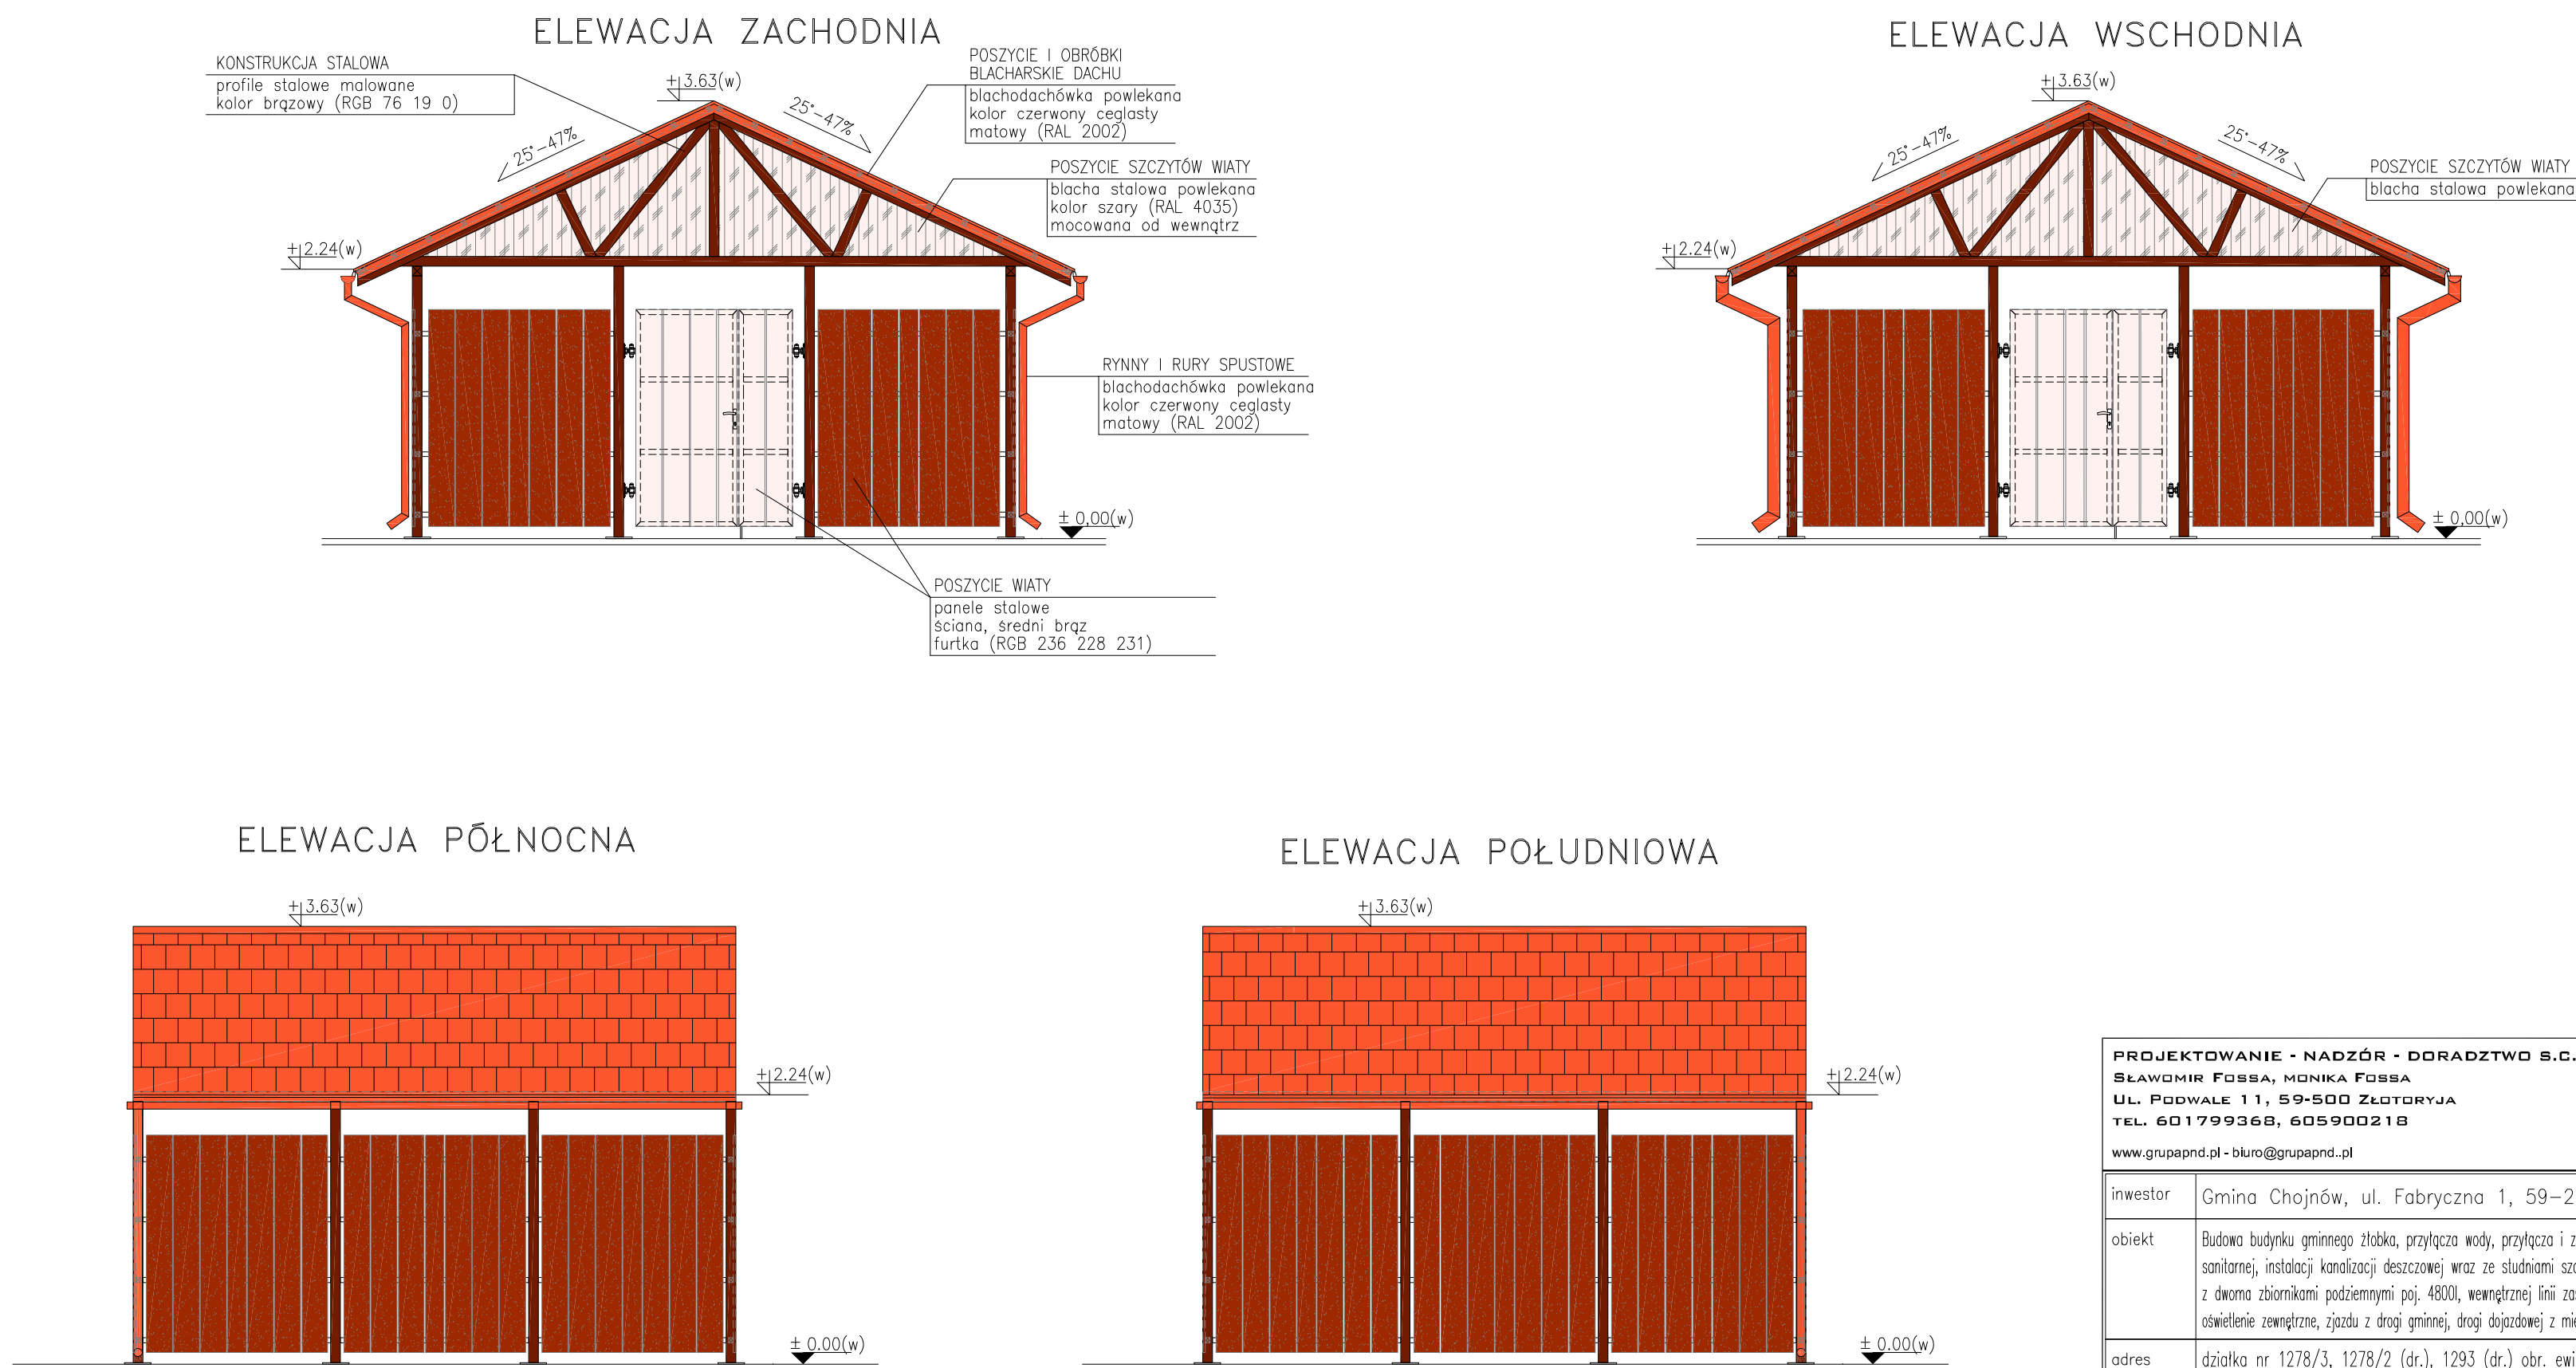 ELEWACJA ZACHODNIA
KONSTRUKCJA STALOWA
profile stalowe malowane
kolor brązowy (RGB 76 19 0)
+3.63(w)
25°-47%
25°-47%
POSZYCIE I OBRÓBKI
BLACHARSKIE DACHU
blachodachówka powlekana
kolor czerwony ceglasty
matowy (RAL 2002)
POSZYCIE SZCZYTÓW WIATY
blacha stalowa powlekana
kolor szary (RAL 4035)
mocowana od wewnątrz
+2.24(w)
RYNNY I RURY SPUSTOWE
blachodachówka powlekana
kolor czerwony ceglasty
matowy (RAL 2002)
± 0,00(w)
POSZYCIE WIATY
panele stalowe
ściana, średni brąz
furtka (RGB 236 228 231)
ELEWACJA WSCHODNIA
+3.63(w)
25°-47%
25°-47%
POSZYCIE SZCZYTÓW WIATY
blacha stalowa powlekana
+2.24(w)
± 0,00(w)
ELEWACJA PÓŁNOCNA
+3.63(w)
+2.24(w)
± 0.00(w)
ELEWACJA POŁUDNIOWA
+3.63(w)
+2.24(w)
± 0.00(w)
PROJEKTOWANIE - NADZÓR - DORADZTWO S.C.
SŁAWOMIR FOSSA, MONIKA FOSSA
UL. PODWALE 11, 59-500 ZŁOTORYJA
TEL. 601799368, 605900218
www.grupapnd.pl - biuro@grupapnd..pl
inwestor Gmina Chojnów, ul. Fabryczna 1, 59-2
obiekt Budowa budynku gminnego żłobka, przyłącza wody, przyłącza i z
sanitarnej, instalacji kanalizacji deszczowej wraz ze studniami
z dwoma zbiornikami podziemnymi poj. 4800l, wewnętrznej linii
oświetlenie zewnętrzne, zjazdu z drogi gminnej, drogi dojazdowej z
adres działka nr 1278/3, 1278/2 (dr.), 1293 (dr.) obr.